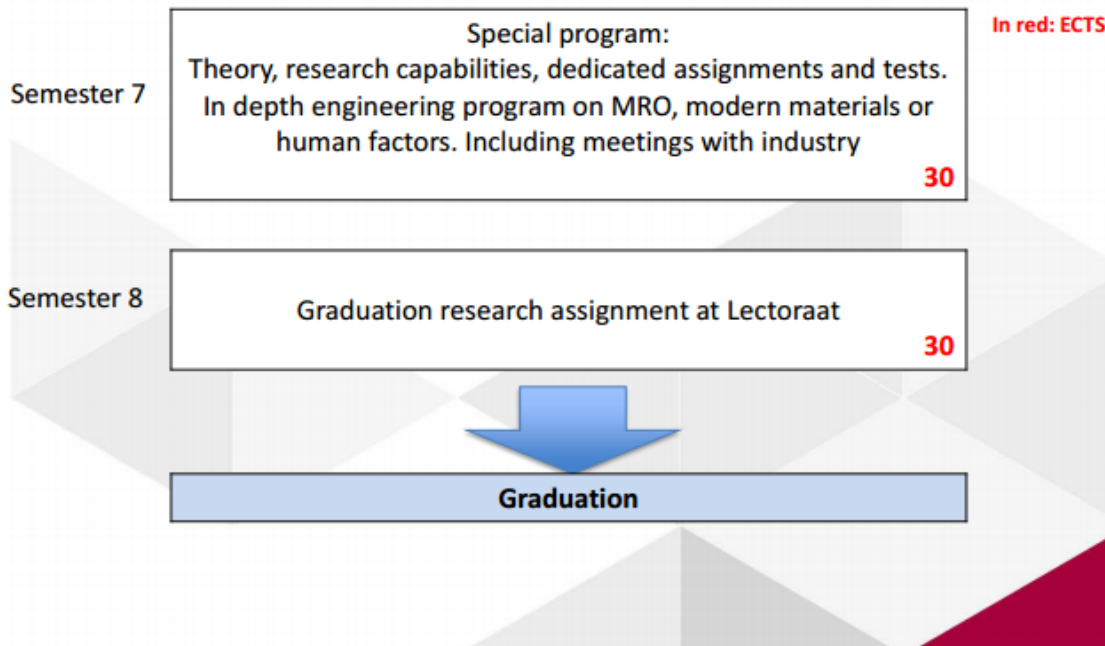 In red: ECTS
Semester 7
Special program:
Theory, research capabilities, dedicated assignments and tests.
In depth engineering program on MRO, modern materials or
human factors. Including meetings with industry
30
Semester 8
Graduation research assignment at Lectoraat
30
Graduation